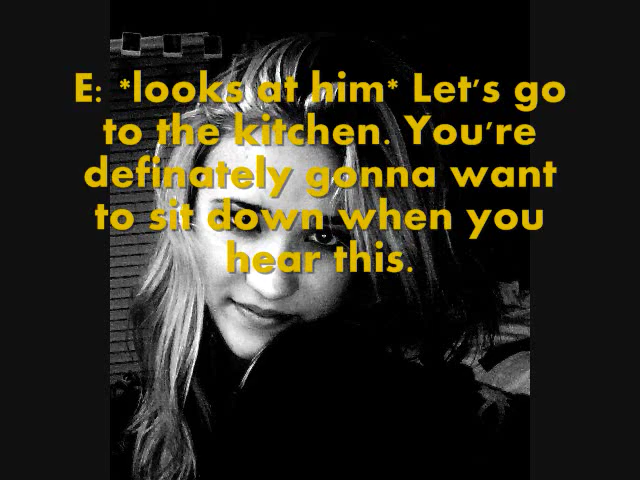 E: *looks at him* Let's go
to the kitchen. You're
definately gonna want
to sit down when you
hear this.